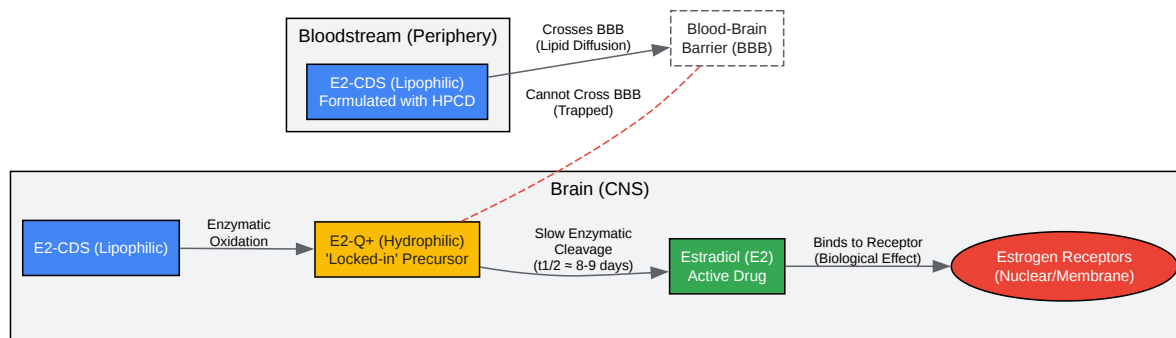 Bloodstream (Periphery)
E2-CDS (Lipophilic)
Formulated with HPCD
Crosses BBB
(Lipid Diffusion)
Blood-Brain
Barrier (BBB)
Cannot Cross BBB
(Trapped)
Brain (CNS)
E2-CDS (Lipophilic)
Enzymatic
Oxidation
E2-Q+ (Hydrophilic)
'Locked-in' Precursor
Slow Enzymatic
Cleavage
(t1/2 ≈ 8-9 days)
Estradiol (E2)
Active Drug
Binds to Receptor
(Biological Effect)
Estrogen Receptors
(Nuclear/Membrane)